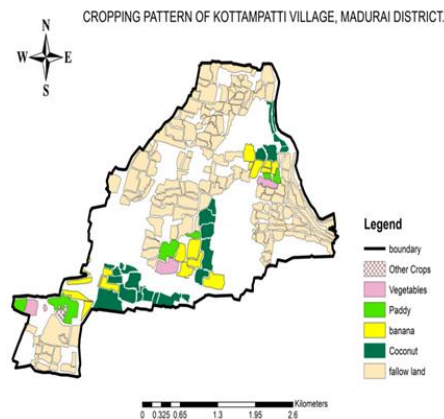 CROPPING PATTERN OF KOTTAMPATTI VILLAGE, MADURAI DISTRICT.
N
W E
S
Legend
boundary
Other Crops
Vegetables
Paddy
banana
Coconut
fallow land
Kilometers
0 0.325 0.65 1.3 1.95 2.6